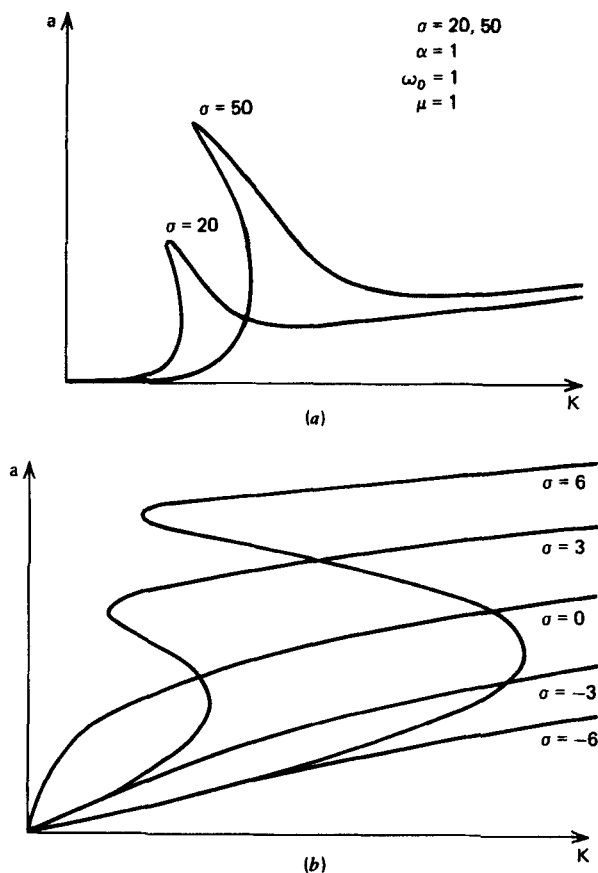 a
σ = 20, 50
α = 1
ω₀ = 1
μ = 1
σ = 50
σ = 20
K
(a)
a
σ = 6
σ = 3
σ = 0
σ = −3
σ = −6
K
(b)